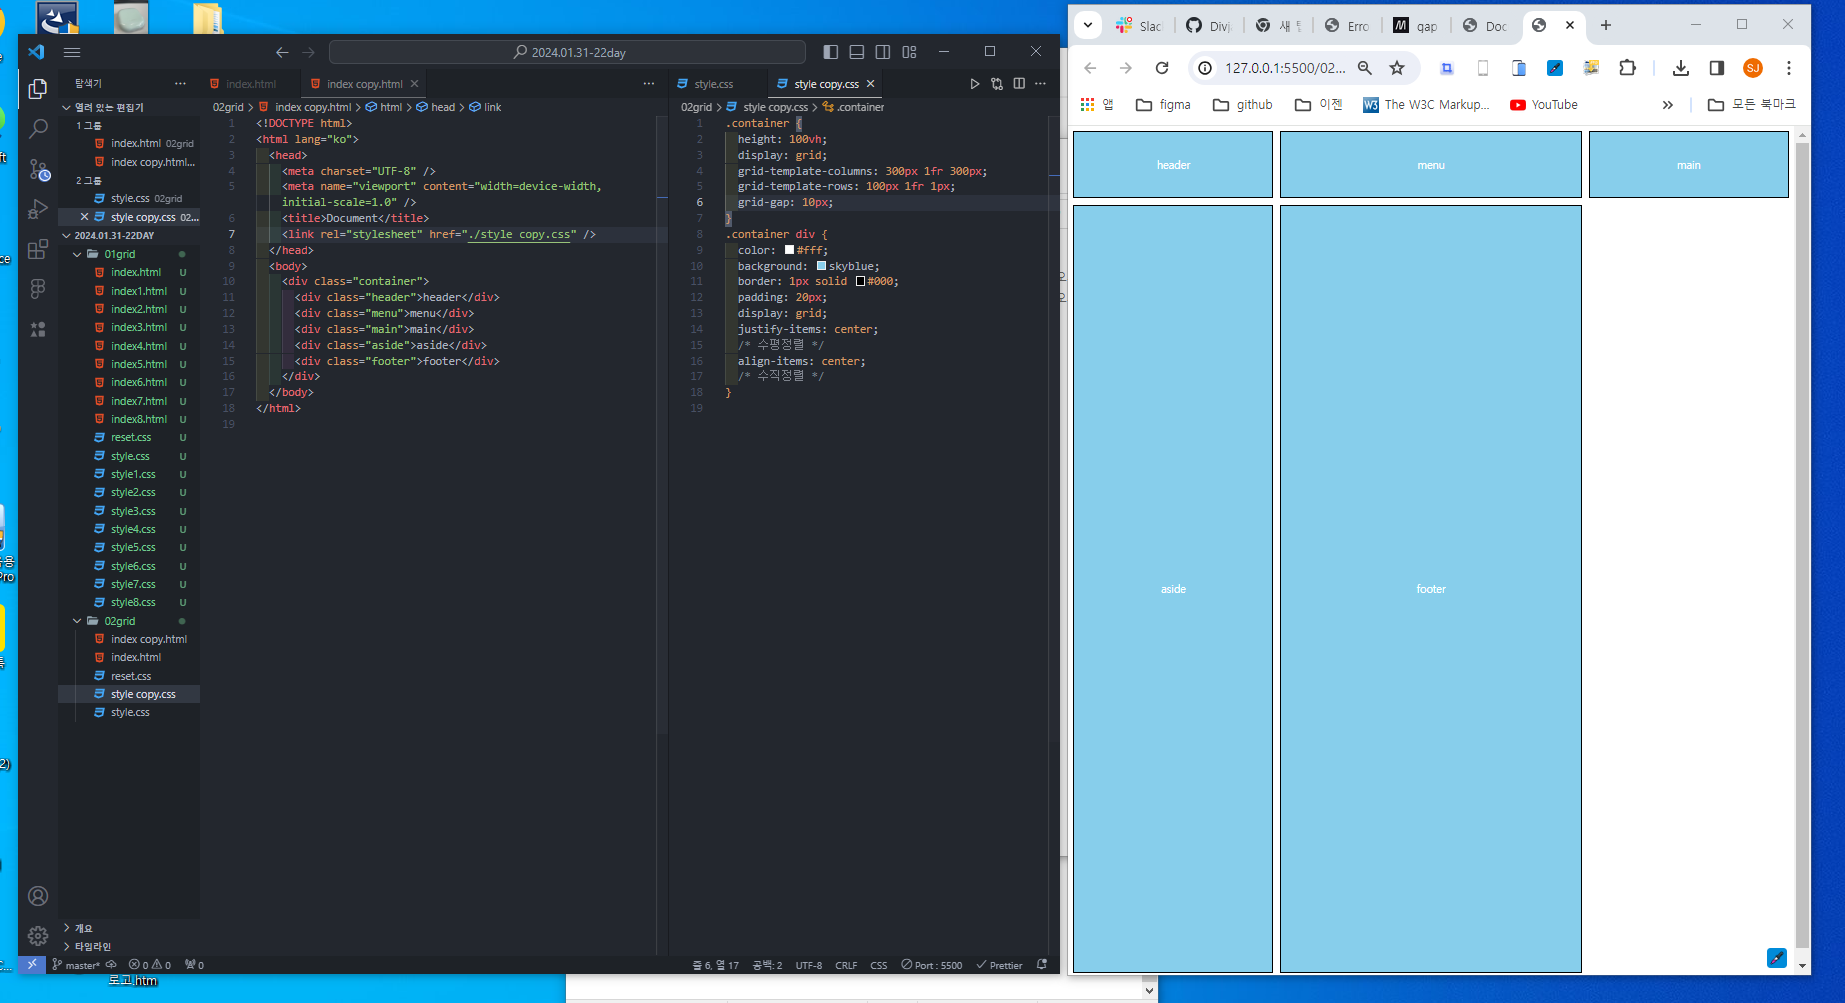 2024.01.31-22day
탐색기
열려 있는 편집기
1 그룹
index.html 02grid
index copy.html...
2 그룹
style.css 02grid
style copy.css 02...
2024.01.31-22DAY
01grid
index.html U
index1.html U
index2.html U
index3.html U
index4.html U
index5.html U
index6.html U
index7.html U
index8.html U
reset.css U
style.css U
style1.css U
style2.css U
style3.css U
style4.css U
style5.css U
style6.css U
style7.css U
style8.css U
02grid
index copy.html
index.html
reset.css
style copy.css
style.css
개요
타임라인
index.html
index copy.html
02grid > index copy.html > html > head > link
1 <!DOCTYPE html>
2 <html lang="ko">
3 <head>
4 <meta charset="UTF-8" />
5 <meta name="viewport" content="width=device-width,
initial-scale=1.0" />
6 <title>Document</title>
7 <link rel="stylesheet" href="./style copy.css" />
8 </head>
9 <body>
10 <div class="container">
11 <div class="header">header</div>
12 <div class="menu">menu</div>
13 <div class="main">main</div>
14 <div class="aside">aside</div>
15 <div class="footer">footer</div>
16 </div>
17 </body>
18 </html>
19
style.css
style copy.css
02grid > style copy.css > .container
1 .container {
2 height: 100vh;
3 display: grid;
4 grid-template-columns: 300px 1fr 300px;
5 grid-template-rows: 100px 1fr 1px;
6 grid-gap: 10px;
7 }
8 .container div {
9 color: #fff;
10 background: skyblue;
11 border: 1px solid #000;
12 padding: 20px;
13 display: grid;
14 justify-items: center;
15 /* 수평정렬 */
16 align-items: center;
17 /* 수직정렬 */
18 }
19
master* 0 0 0
줄 6, 열 17 공백: 2 UTF-8 CRLF CSS Port : 5500 Prettier
로고.htm
Slac
Divj
새 E
Erro
gap
Doc
127.0.0.1:5500/02...
SJ
앱 figma github 이젠 The W3C Markup... YouTube
모든 북마크
header
menu
main
aside
footer